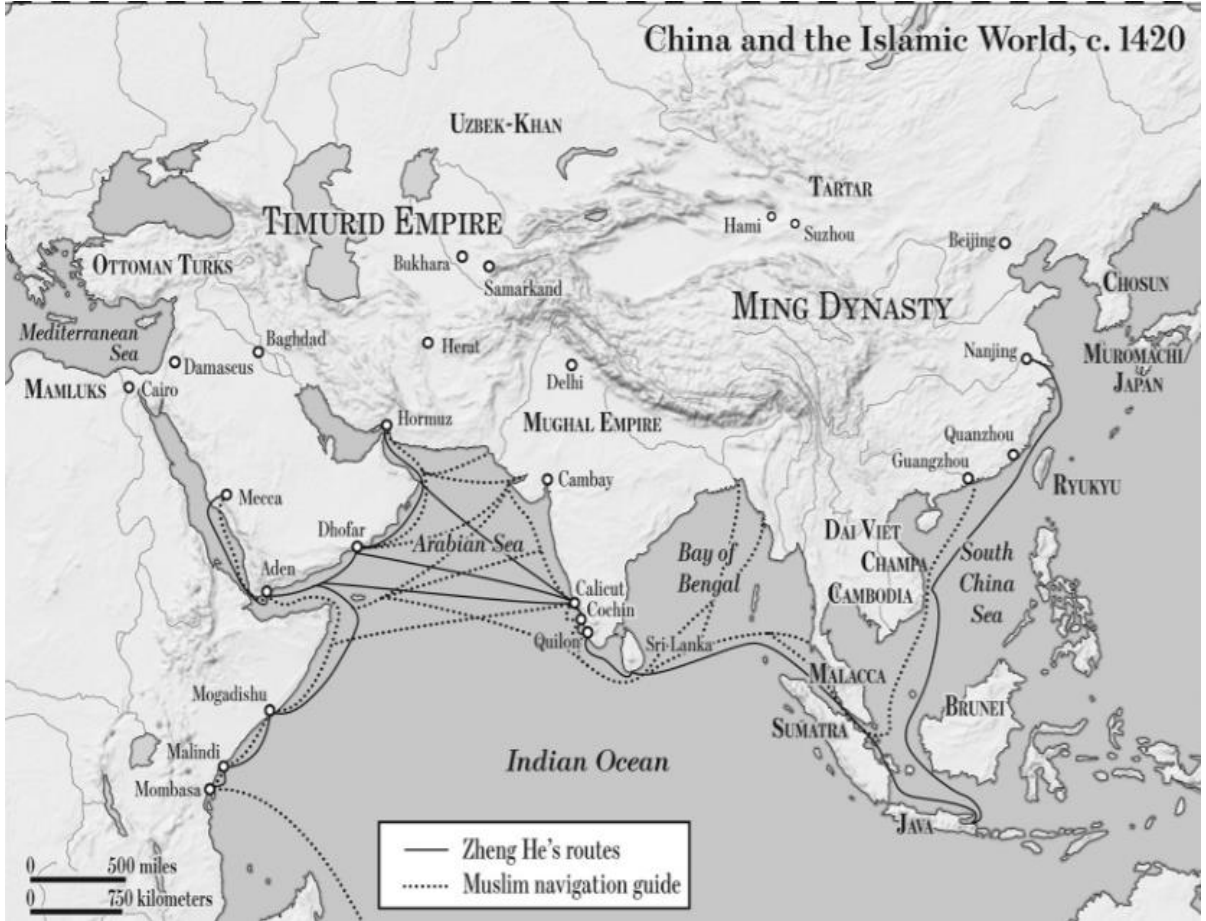 China and the Islamic World, c. 1420
UZBEK-KHAN
TARTAR
TIMURID EMPIRE
Hami
Suzhou
Beijing
Bukhara
OTTOMAN TURKS
Samarkand
CHOSUN
MING DYNASTY
Mediterranean
Sea
Baghdad
Herat
Nanjing
MUROMACHI
JAPAN
Damascus
Delhi
MAMLUKS
Cairo
Hormuz
MUGHAL EMPIRE
Quanzhou
Guangzhou
Cambay
RYUKYU
Mecca
Dhofar
Arabian Sea
Bay of
Bengal
DAI VIET
CHAMPA
South
China
Sea
Aden
Calicut
CAMBODIA
Cochin
Quilon
Sri-Lanka
MALACCA
Mogadishu
BRUNEI
SUMATRA
Malindi
Indian Ocean
Mombasa
JAVA
Zheng He's routes
Muslim navigation guide
0 500 miles
0 750 kilometers